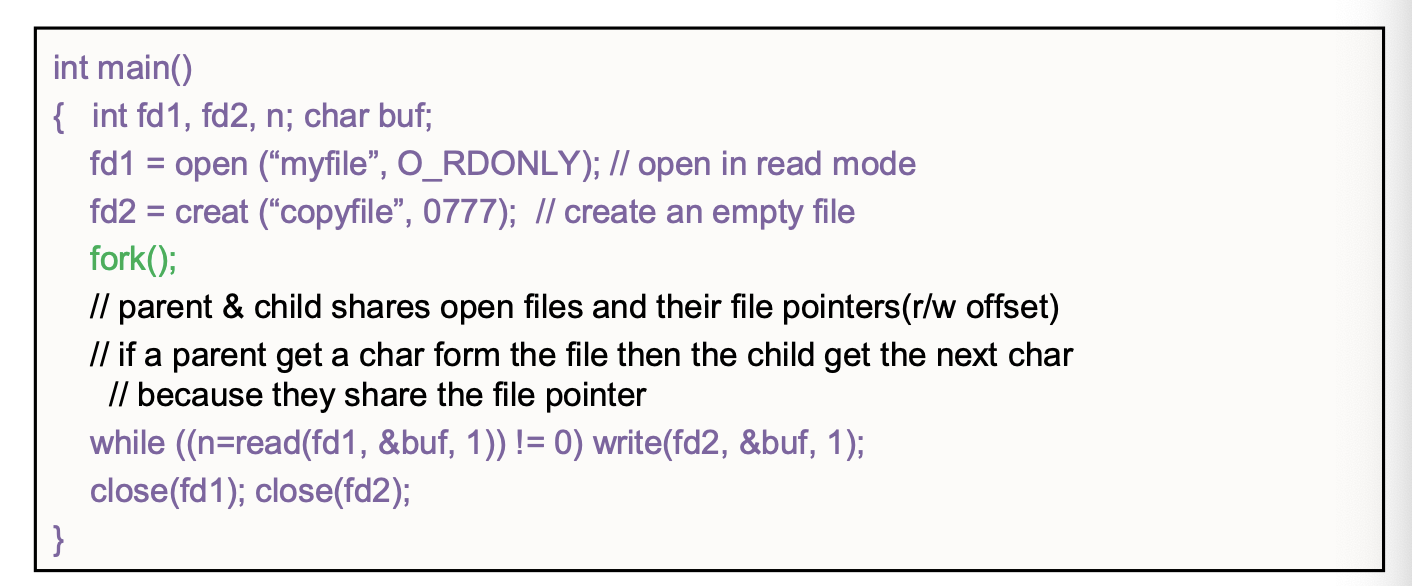 int main()
{ int fd1, fd2, n; char buf;
fd1 = open (“myfile”, O_RDONLY); // open in read mode
fd2 = creat (“copyfile”, 0777); // create an empty file
fork();
// parent & child shares open files and their file pointers(r/w offset)
// if a parent get a char form the file then the child get the next char
// because they share the file pointer
while ((n=read(fd1, &buf, 1)) != 0) write(fd2, &buf, 1);
close(fd1); close(fd2);
}